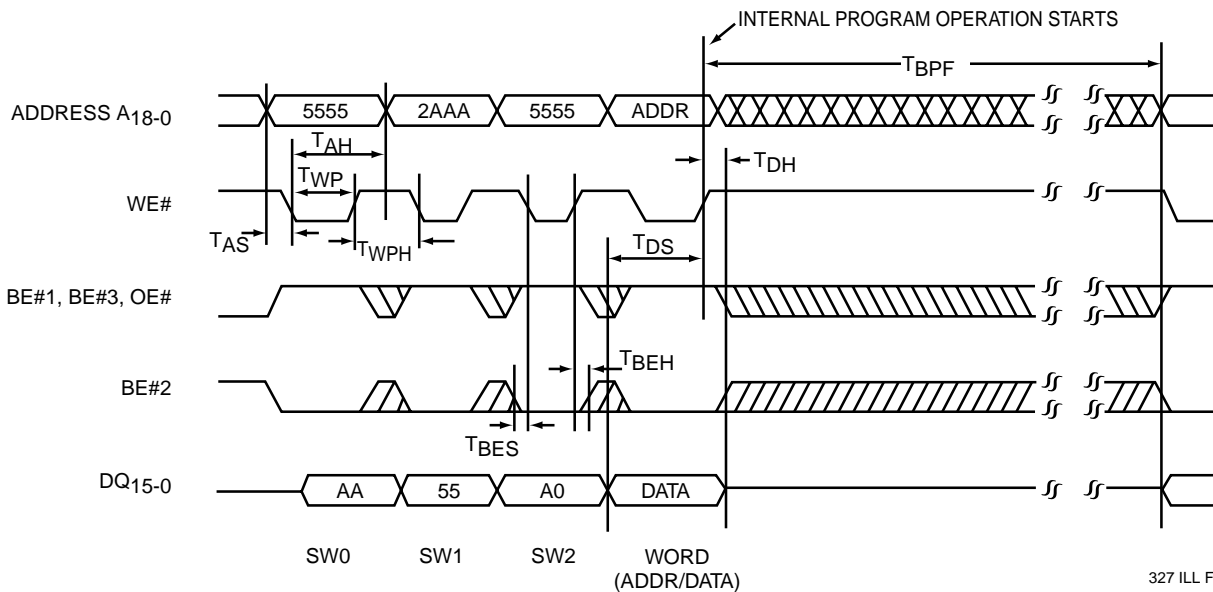 INTERNAL PROGRAM OPERATION STARTS
TBPF
ADDRESS A18-0
5555 2AAA 5555 ADDR
TAH
TDH
TWP
WE#
TAS
TWPH
TDS
BE#1, BE#3, OE#
TBEH
BE#2
TBES
DQ15-0
AA 55 A0 DATA
SW0 SW1 SW2 WORD
(ADDR/DATA)
327 ILL F